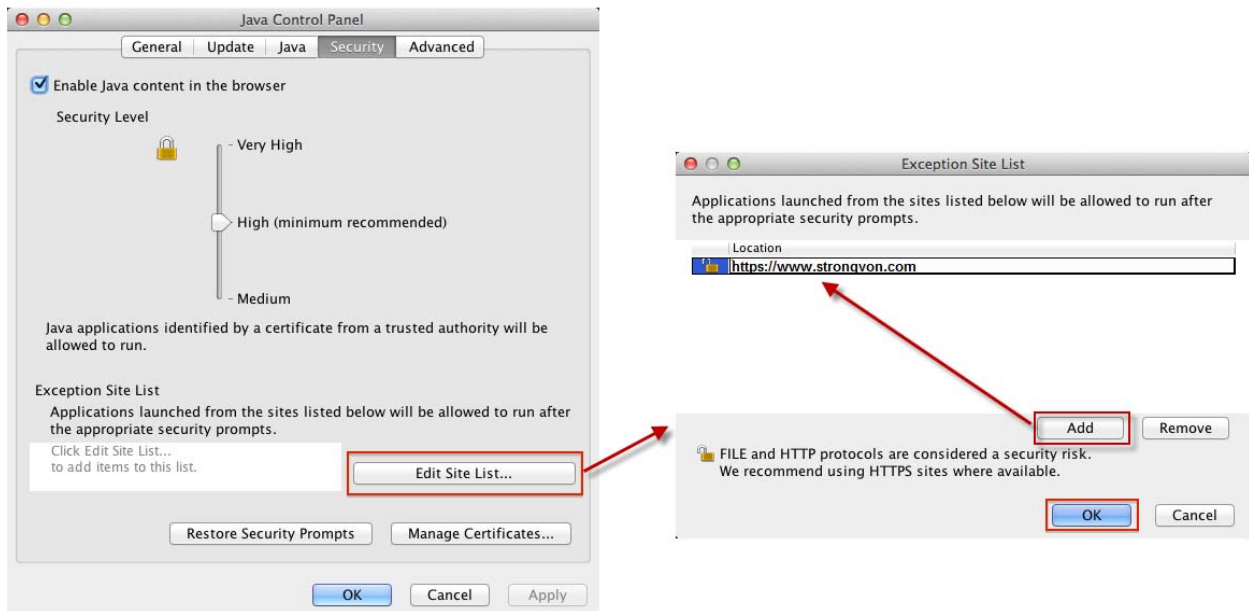 Java Control Panel
General Update Java Security Advanced
Enable Java content in the browser
Security Level
- Very High
High (minimum recommended)
- Medium
Java applications identified by a certificate from a trusted authority will be
allowed to run.
Exception Site List
Applications launched from the sites listed below will be allowed to run after
the appropriate security prompts.
Click Edit Site List...
to add items to this list.
Edit Site List...
Restore Security Prompts Manage Certificates...
OK Cancel Apply
Exception Site List
Applications launched from the sites listed below will be allowed to run after
the appropriate security prompts.
Location
https://www.strongvon.com
Add Remove
FILE and HTTP protocols are considered a security risk.
We recommend using HTTPS sites where available.
OK Cancel